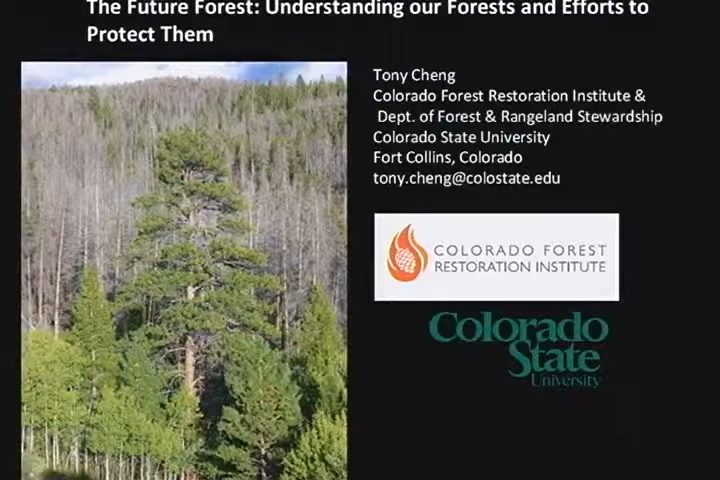 The Future Forest: Understanding our Forests and Efforts to
Protect Them
Tony Cheng
Colorado Forest Restoration Institute &
Dept. of Forest & Rangeland Stewardship
Colorado State University
Fort Collins, Colorado
tony.cheng@colostate.edu
COLORADO FOREST
RESTORATION INSTITUTE
Colorado
State
University